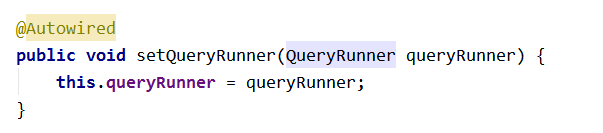 @Autowired
public void setQueryRunner(QueryRunner queryRunner) {
    this.queryRunner = queryRunner;
}